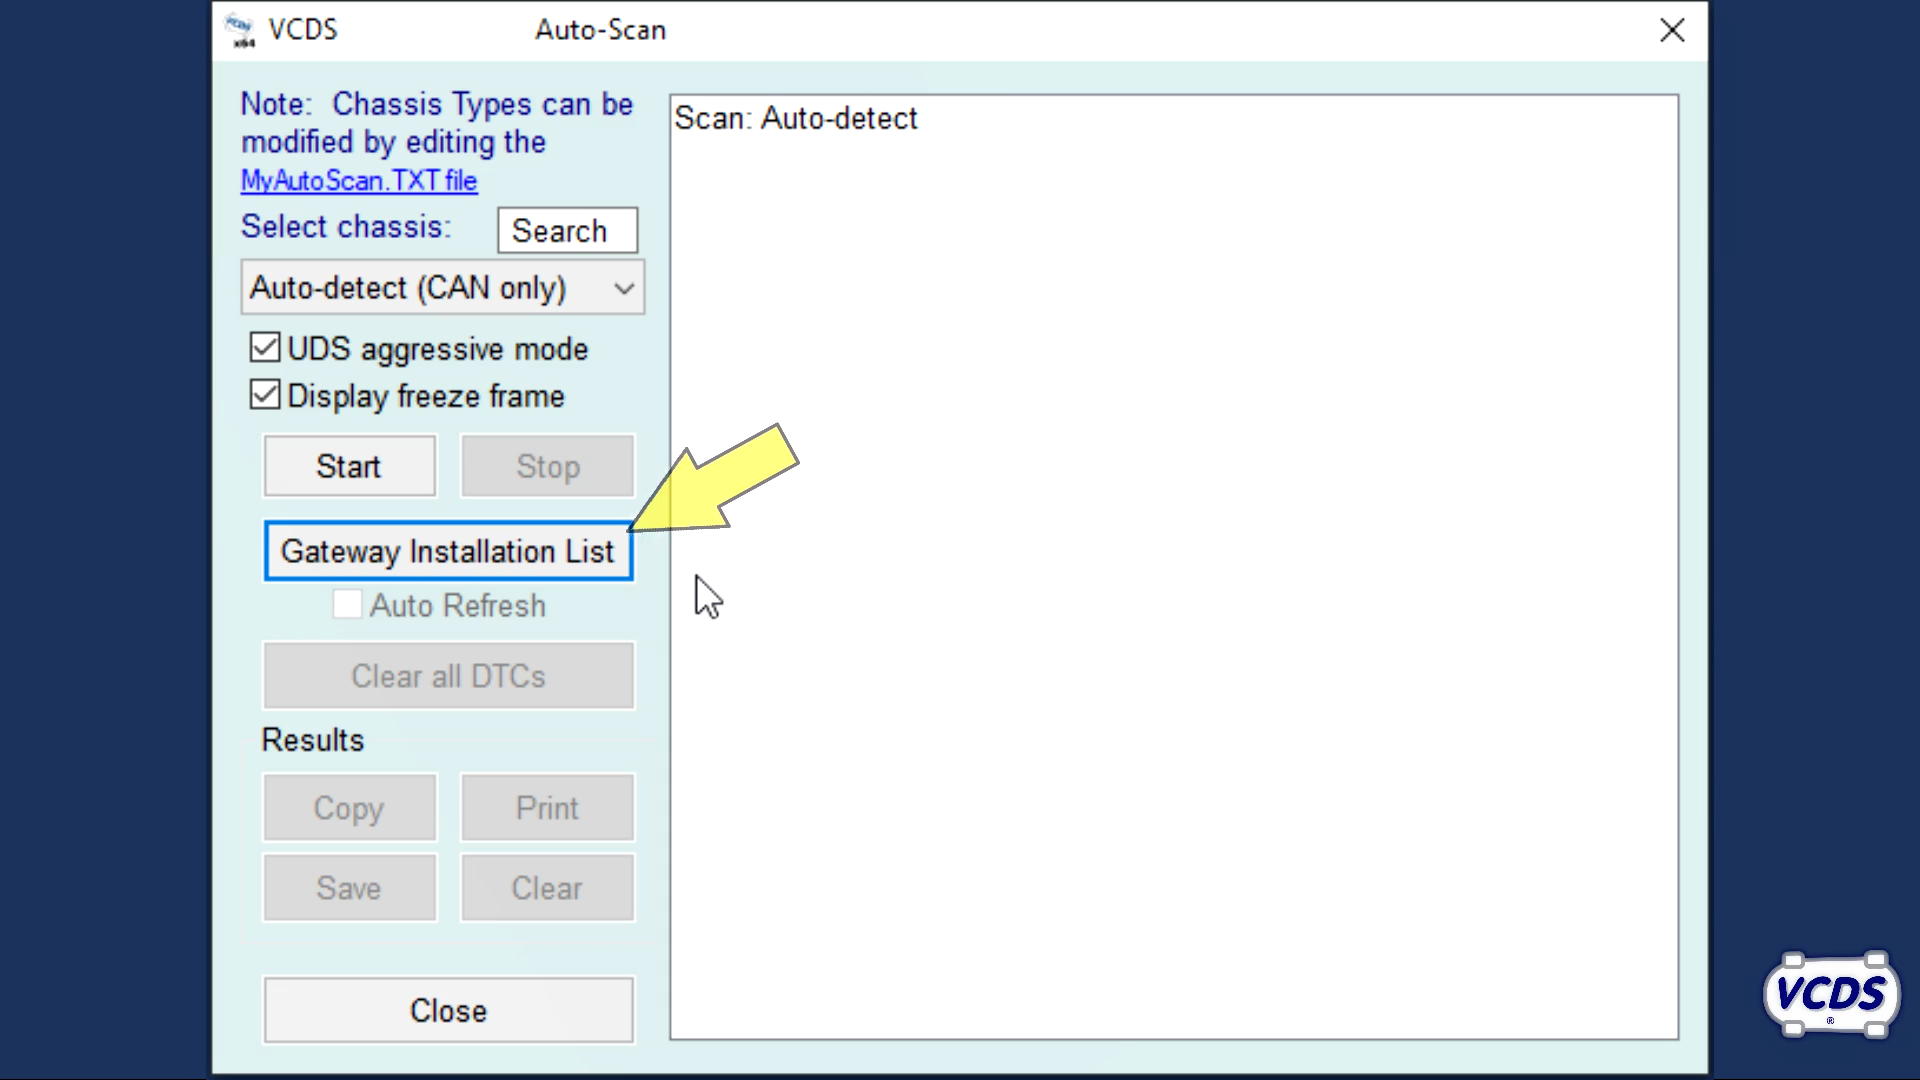 VCDS
Auto-Scan
Note: Chassis Types can be
modified by editing the
MyAutoScan.TXT file
Select chassis:
Search
Auto-detect (CAN only)
UDS aggressive mode
Display freeze frame
Start
Stop
Gateway Installation List
Auto Refresh
Clear all DTCs
Results
Copy
Print
Save
Clear
Close
Scan: Auto-detect
VCDS
®